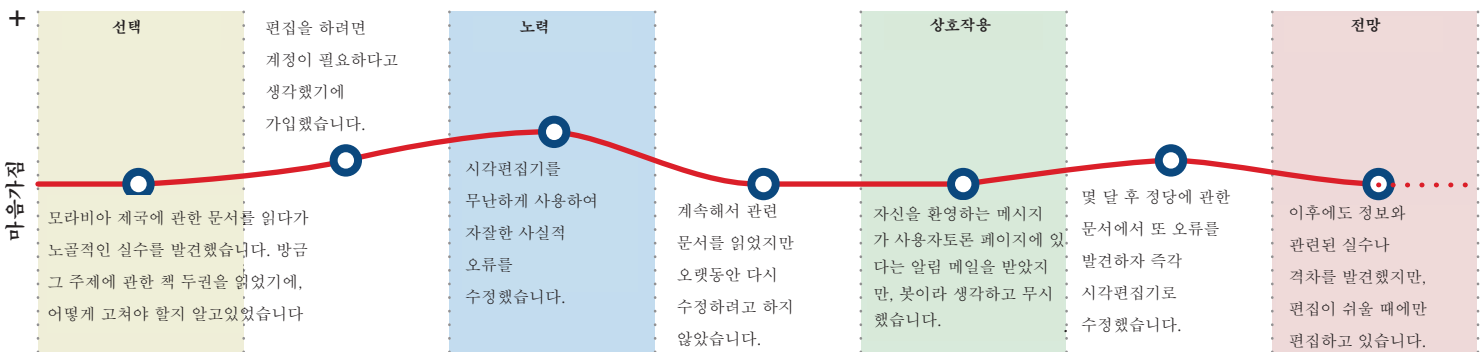 +
마음가짐
선택
모라비아 제국에 관한 문서를 읽다가
노골적인 실수를 발견했습니다. 방금
그 주제에 관한 책 두권을 읽었기에,
어떻게 고쳐야 할지 알고있었습니다
편집을 하려면
계정이 필요하다고
생각했기에
가입했습니다.
노력
시각편집기를
무난하게 사용하여
자잘한 사실적
오류를
수정했습니다.
계속해서 관련
문서를 읽었지만
오랫동안 다시
수정하려고 하지
않았습니다.
상호작용
자신을 환영하는 메시지
가 사용자토론 페이지에 있
다는 알림 메일을 받았지
만, 봇이라 생각하고 무시
했습니다.
.
몇 달 후 정당에 관한
문서에서 또 오류를
발견하자 즉각
시각편집기로
수정했습니다.
전망
이후에도 정보와
관련된 실수나
격차를 발견했지만,
편집이 쉬울 때에만
편집하고 있습니다.